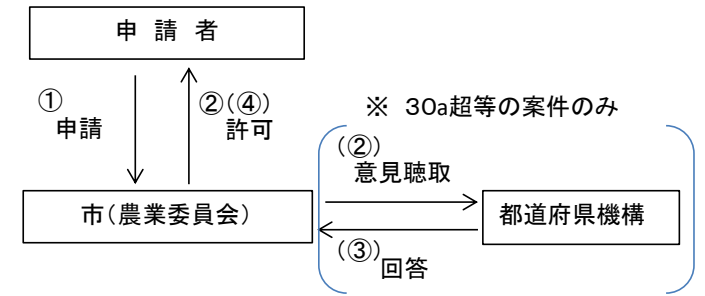 申 請 者
①
申請
②(④)
許可
※ 30a超等の案件のみ
(②)
意見聴取
市(農業委員会)
都道府県機構
(③)
回答